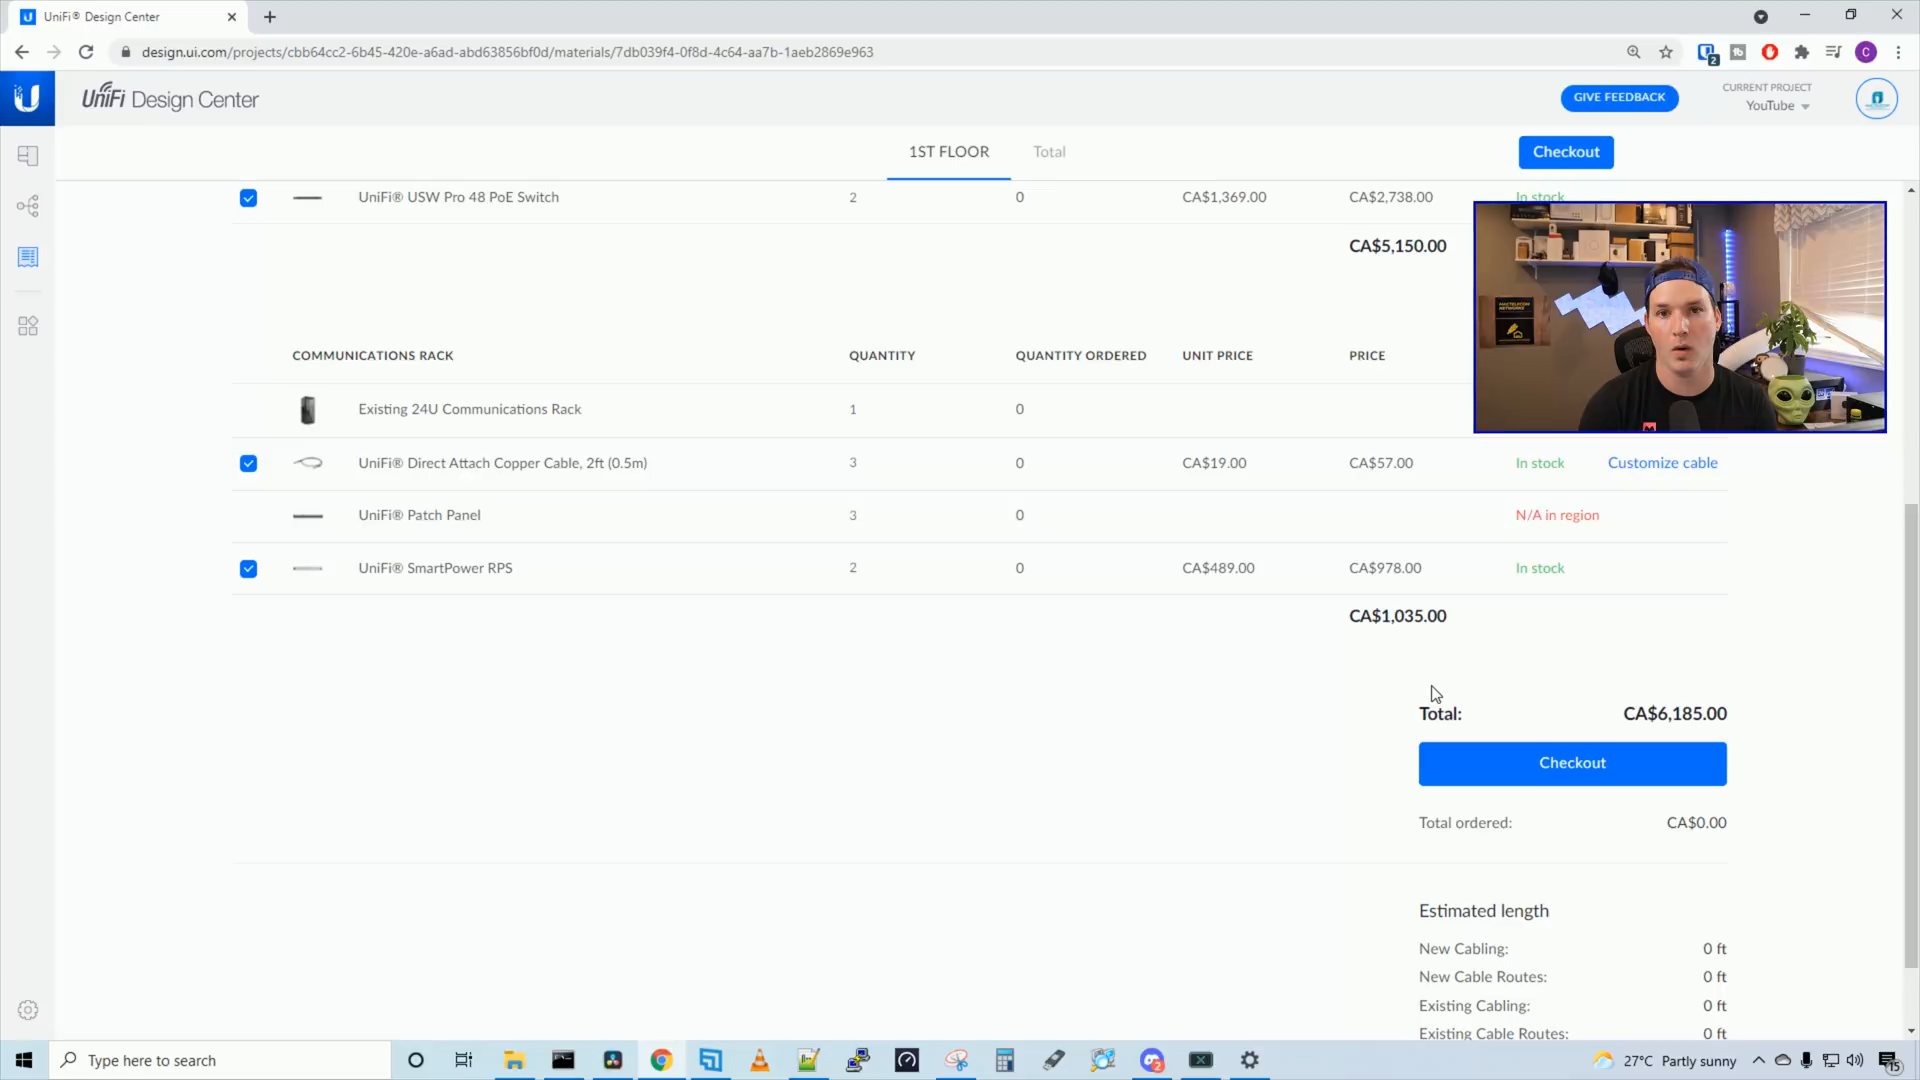 UniFi® Design Center
design.ui.com/projects/cbb64cc2-6b45-420e-a6ad-abd63856bf0d/materials/7db039f4-0f8d-4c64-aa7b-1aeb2869e963
UniFi Design Center
GIVE FEEDBACK
CURRENT PROJECT
YouTube
1ST FLOOR
Total
Checkout
UniFi® USW Pro 48 PoE Switch 2 0 CA$1,369.00 CA$2,738.00 In stock
CA$5,150.00
COMMUNICATIONS RACK QUANTITY QUANTITY ORDERED UNIT PRICE PRICE
Existing 24U Communications Rack 1 0
UniFi® Direct Attach Copper Cable, 2ft (0.5m) 3 0 CA$19.00 CA$57.00 In stock Customize cable
UniFi® Patch Panel 3 0 N/A in region
UniFi® SmartPower RPS 2 0 CA$489.00 CA$978.00 In stock
CA$1,035.00
Total: CA$6,185.00
Checkout
Total ordered: CA$0.00
Estimated length
New Cabling: 0 ft
New Cable Routes: 0 ft
Existing Cabling: 0 ft
Existing Cable Routes: 0 ft
Type here to search
27°C Partly sunny
15